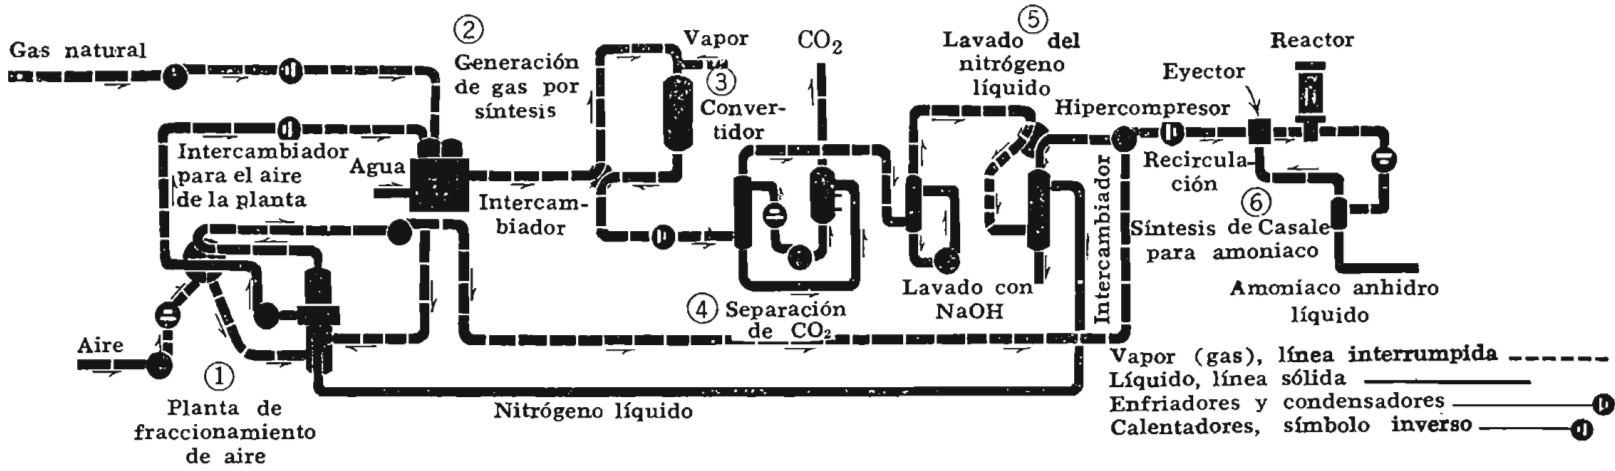 Gas natural
②
Generación
de gas por
síntesis
Vapor
③
Convertidor
CO₂
⑤
Lavado del
nitrógeno
líquido
Reactor
Eyector
Hipercompresor
Intercambiador
para el aire
de la planta
Agua
Intercam-
biador
Recircula-
ción
⑥
Síntesis de Casale
para amoniaco
Intercambiador
④ Separación
de CO₂
Lavado con
NaOH
Amoniaco anhidro
líquido
Aire
①
Planta de
fraccionamiento
de aire
Nitrógeno líquido
Vapor (gas), línea interrumpida
Líquido, línea sólida
Enfriadores y condensadores
Calentadores, símbolo inverso